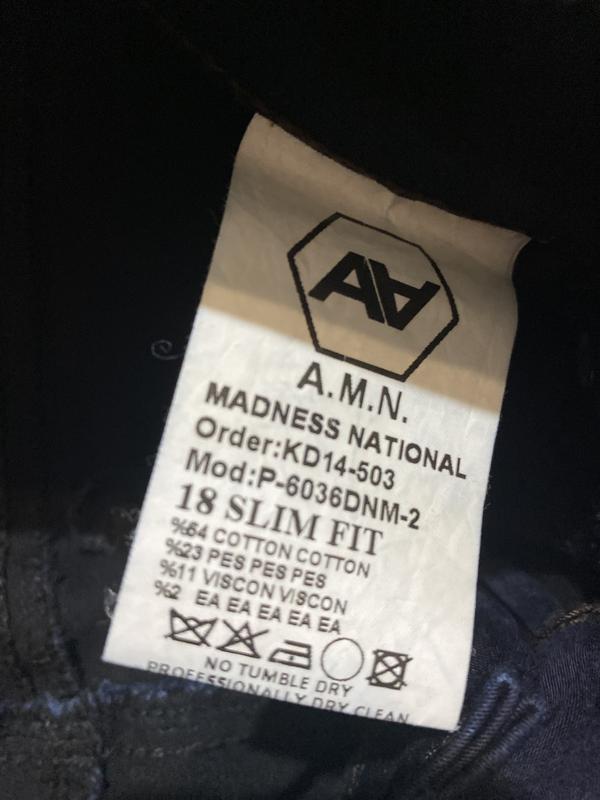 A.M.N.
MADNESS NATIONAL
Order:KD14-503
Mod:P-6036DNM-2
18 SLIM FIT
%64 COTTON COTTON
%23 PES PES PES
%11 VISCON VISCON
%2 EA EA EA EA EA
NO TUMBLE DRY
PROFESSIONALLY DRY CLEAN